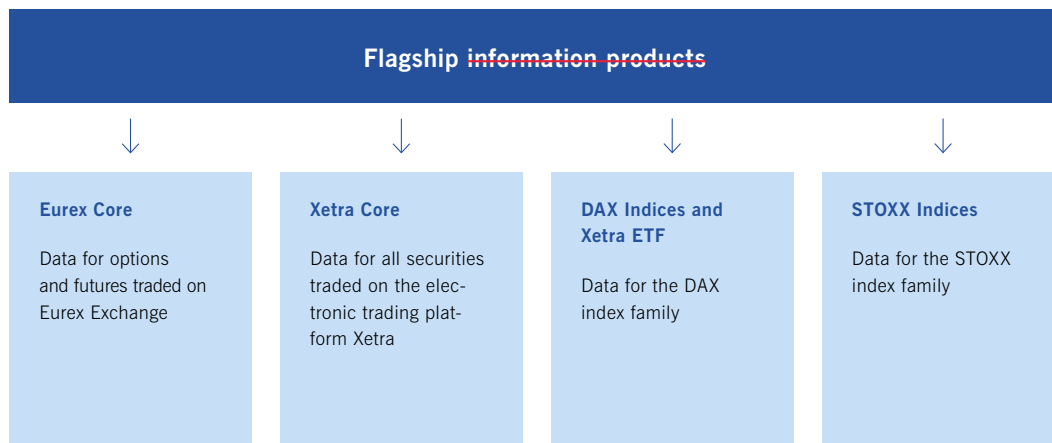 Flagship information products
Eurex Core
Data for options
and futures traded on
Eurex Exchange
Xetra Core
Data for all securities
traded on the elec-
tronic trading plat-
form Xetra
DAX Indices and
Xetra ETF
Data for the DAX
index family
STOXX Indices
Data for the STOXX
index family